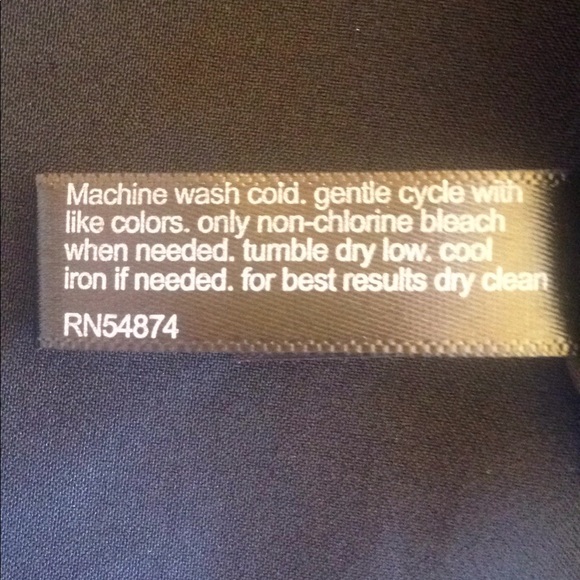 Machine wash cold. gentle cycle with
like colors. only non-chlorine bleach
when needed. tumble dry low. cool
iron if needed. for best results dry clean
RN54874